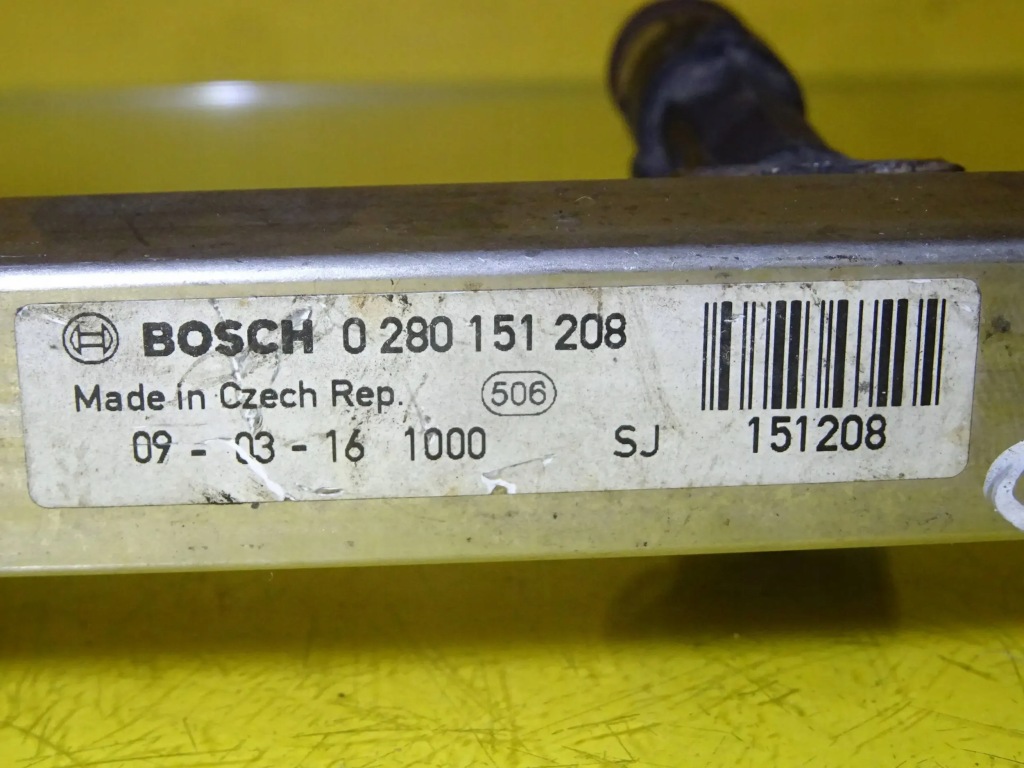 BOSCH 0 280 151 208
Made in Czech Rep. 506
09 - 03 - 16 1000 SJ 151208